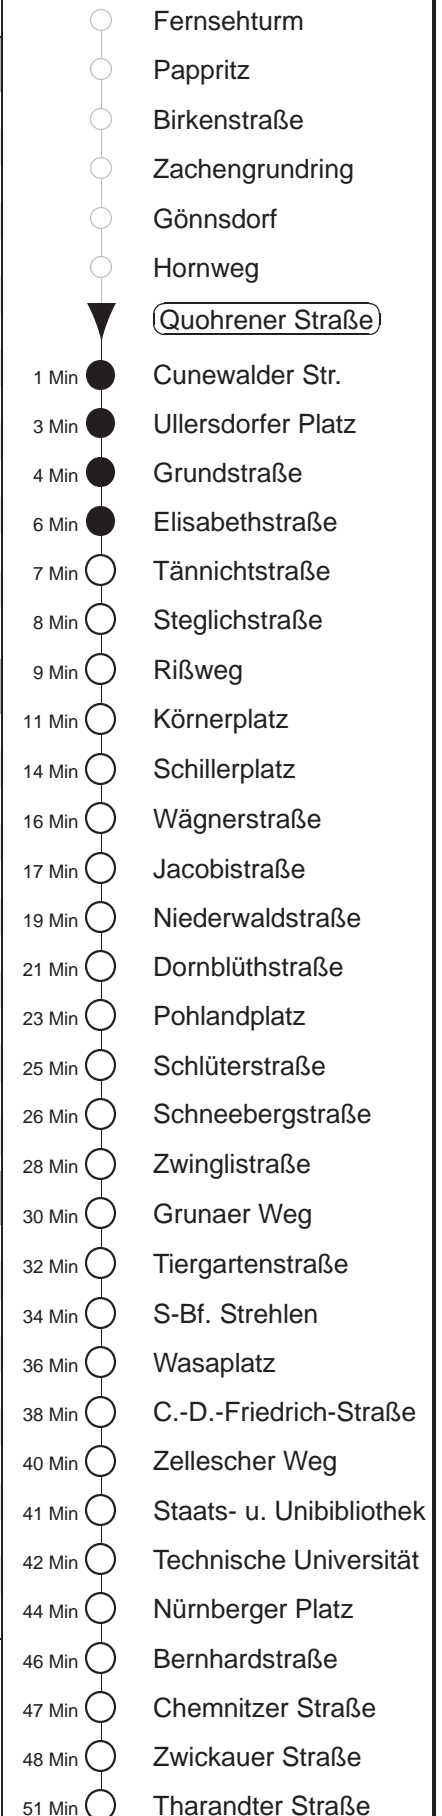 Fernsehturm
Pappritz
Birkenstraße
Zachengrundring
Gönnsdorf
Hornweg
Quohrener Straße
1 Min Cunewalder Str.
3 Min Ullersdorfer Platz
4 Min Grundstraße
6 Min Elisabethstraße
7 Min Tännichtstraße
8 Min Steglichstraße
9 Min Rißweg
11 Min Körnerplatz
14 Min Schillerplatz
16 Min Wägnerstraße
17 Min Jacobistraße
19 Min Niederwaldstraße
21 Min Dornblüthstraße
23 Min Pohlandplatz
25 Min Schlüterstraße
26 Min Schneebergstraße
28 Min Zwinglistraße
30 Min Grunaer Weg
32 Min Tiergartenstraße
34 Min S-Bf. Strehlen
36 Min Wasaplatz
38 Min C.-D.-Friedrich-Straße
40 Min Zellescher Weg
41 Min Staats- u. Unibibliothek
42 Min Technische Universität
44 Min Nürnberger Platz
46 Min Bernhardstraße
47 Min Chemnitzer Straße
48 Min Zwickauer Straße
51 Min Tharandter Straße